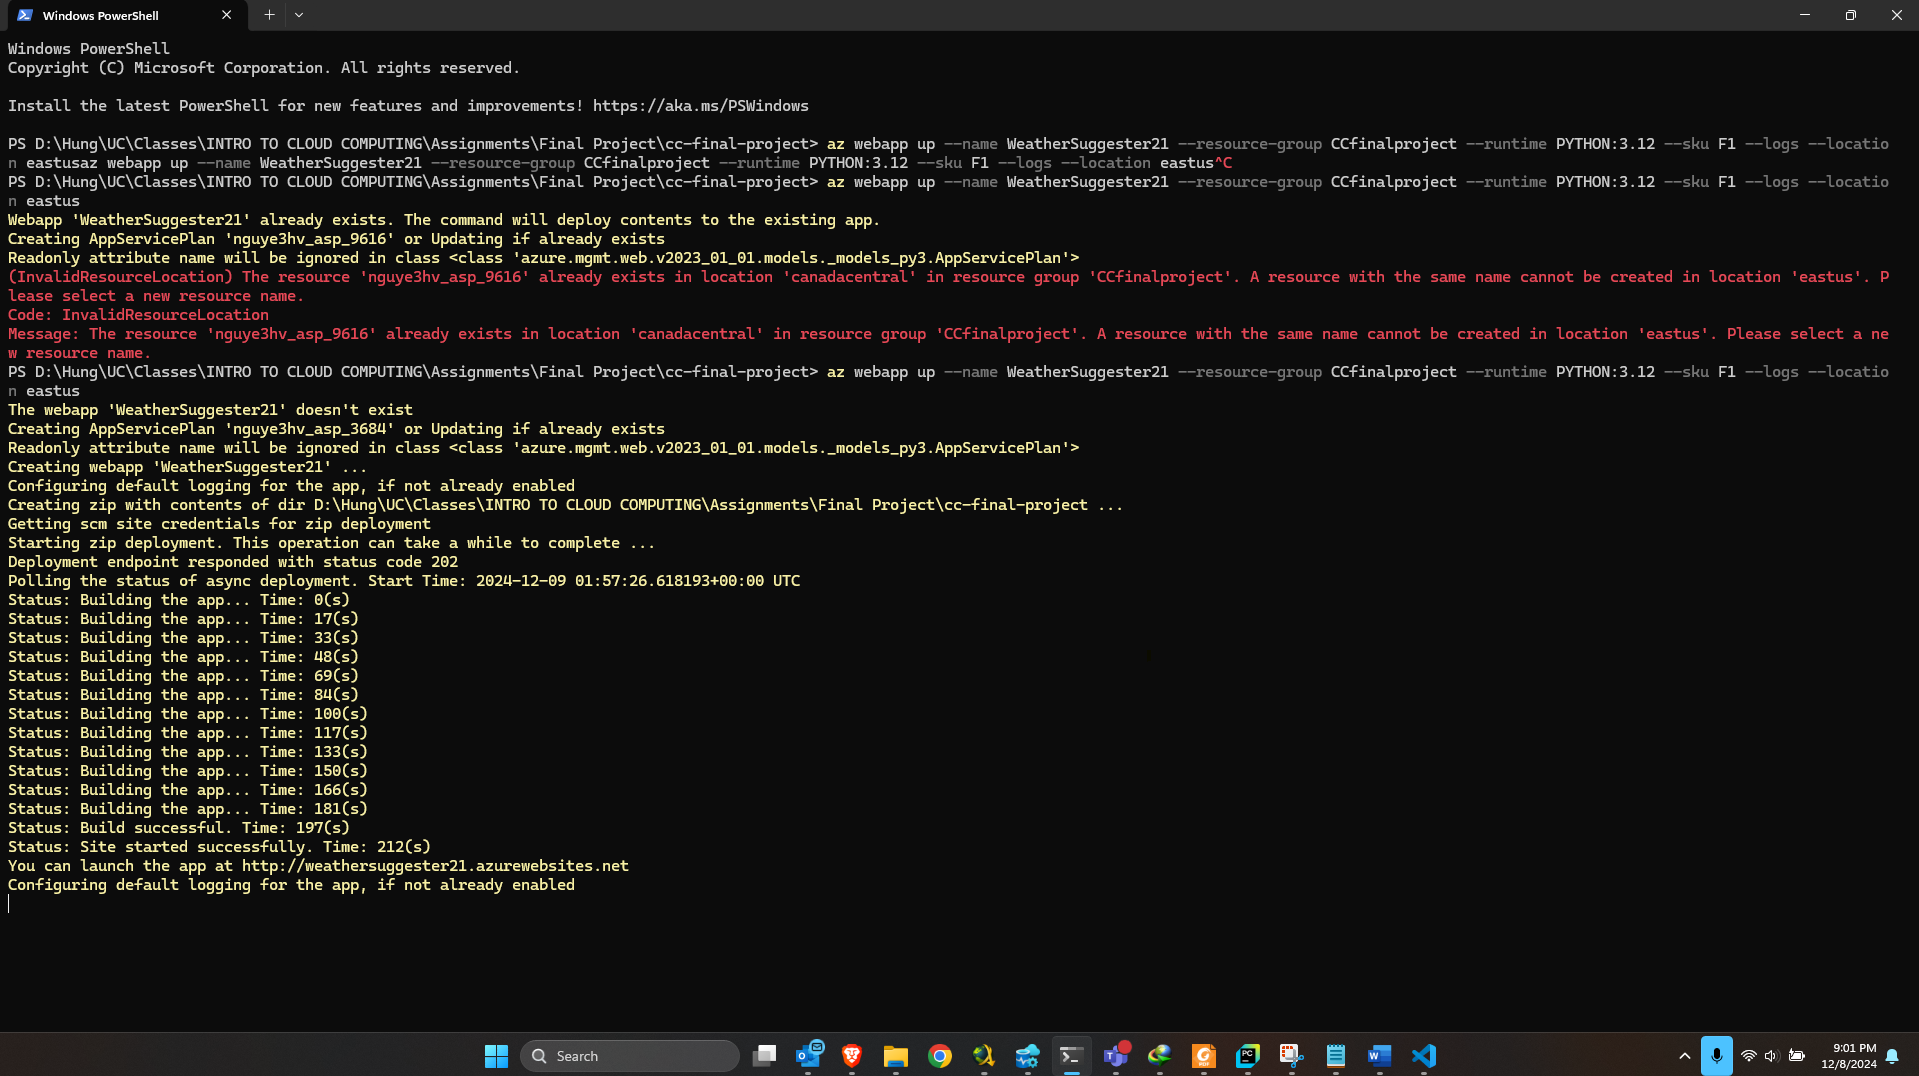 Windows PowerShell
Windows PowerShell
Copyright (C) Microsoft Corporation. All rights reserved.
Install the latest PowerShell for new features and improvements! https://aka.ms/PSWindows
PS D:\Hung\UC\Classes\INTRO TO CLOUD COMPUTING\Assignments\Final Project\cc-final-project> az webapp up --name WeatherSuggester21 --resource-group CCfinalproject --runtime PYTHON:3.12 --sku F1 --logs --locatio
n eastusaz webapp up --name WeatherSuggester21 --resource-group CCfinalproject --runtime PYTHON:3.12 --sku F1 --logs --location eastus^C
PS D:\Hung\UC\Classes\INTRO TO CLOUD COMPUTING\Assignments\Final Project\cc-final-project> az webapp up --name WeatherSuggester21 --resource-group CCfinalproject --runtime PYTHON:3.12 --sku F1 --logs --locatio
n eastus
Webapp 'WeatherSuggester21' already exists. The command will deploy contents to the existing app.
Creating AppServicePlan 'nguye3hv_asp_9616' or Updating if already exists
Readonly attribute name will be ignored in class <class 'azure.mgmt.web.v2023_01_01.models._models_py3.AppServicePlan'>
(InvalidResourceLocation) The resource 'nguye3hv_asp_9616' already exists in location 'canadacentral' in resource group 'CCfinalproject'. A resource with the same name cannot be created in location 'eastus'. P
lease select a new resource name.
Code: InvalidResourceLocation
Message: The resource 'nguye3hv_asp_9616' already exists in location 'canadacentral' in resource group 'CCfinalproject'. A resource with the same name cannot be created in location 'eastus'. Please select a ne
w resource name.
PS D:\Hung\UC\Classes\INTRO TO CLOUD COMPUTING\Assignments\Final Project\cc-final-project> az webapp up --name WeatherSuggester21 --resource-group CCfinalproject --runtime PYTHON:3.12 --sku F1 --logs --locatio
n eastus
The webapp 'WeatherSuggester21' doesn't exist
Creating AppServicePlan 'nguye3hv_asp_3684' or Updating if already exists
Readonly attribute name will be ignored in class <class 'azure.mgmt.web.v2023_01_01.models._models_py3.AppServicePlan'>
Creating webapp 'WeatherSuggester21' ...
Configuring default logging for the app, if not already enabled
Creating zip with contents of dir D:\Hung\UC\Classes\INTRO TO CLOUD COMPUTING\Assignments\Final Project\cc-final-project ...
Getting scm site credentials for zip deployment
Starting zip deployment. This operation can take a while to complete ...
Deployment endpoint responded with status code 202
Polling the status of async deployment. Start Time: 2024-12-09 01:57:26.618193+00:00 UTC
Status: Building the app... Time: 0(s)
Status: Building the app... Time: 17(s)
Status: Building the app... Time: 33(s)
Status: Building the app... Time: 48(s)
Status: Building the app... Time: 69(s)
Status: Building the app... Time: 84(s)
Status: Building the app... Time: 100(s)
Status: Building the app... Time: 117(s)
Status: Building the app... Time: 133(s)
Status: Building the app... Time: 150(s)
Status: Building the app... Time: 166(s)
Status: Building the app... Time: 181(s)
Status: Build successful. Time: 197(s)
Status: Site started successfully. Time: 212(s)
You can launch the app at http://weathersuggester21.azurewebsites.net
Configuring default logging for the app, if not already enabled
Search
9:01 PM
12/8/2024